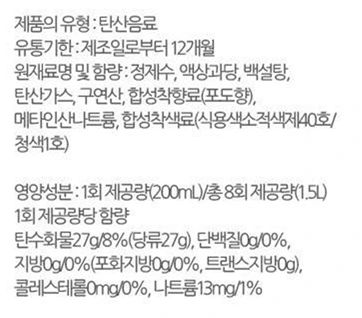 제품의 유형 : 탄산음료
유통기한 : 제조일로부터 12개월
원재료명 및 함량 : 정제수, 액상과당, 백설탕,
탄산가스, 구연산, 합성착향료(포도향),
메타인산나트륨, 합성착색료(식용색소적색제40호/
청색1호)
영양성분 : 1회 제공량(200mL)/총 8회 제공량(1.5L)
1회 제공량당 함량
탄수화물27g/8%(당류27g), 단백질0g/0%,
지방0g/0%(포화지방0g/0%, 트랜스지방0g),
콜레스테롤0mg/0%, 나트륨13mg/1%